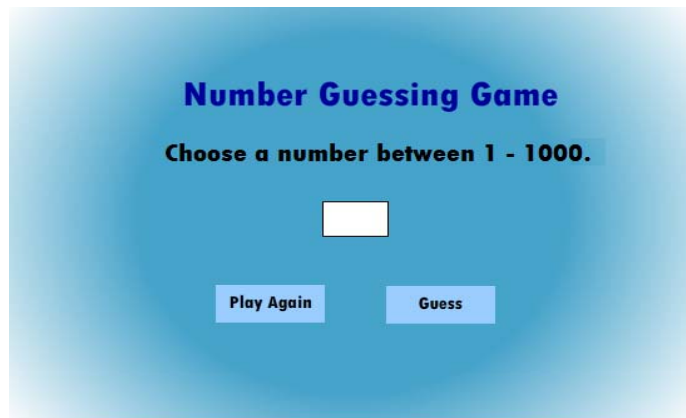 Number Guessing Game
Choose a number between 1 - 1000.
Play Again Guess